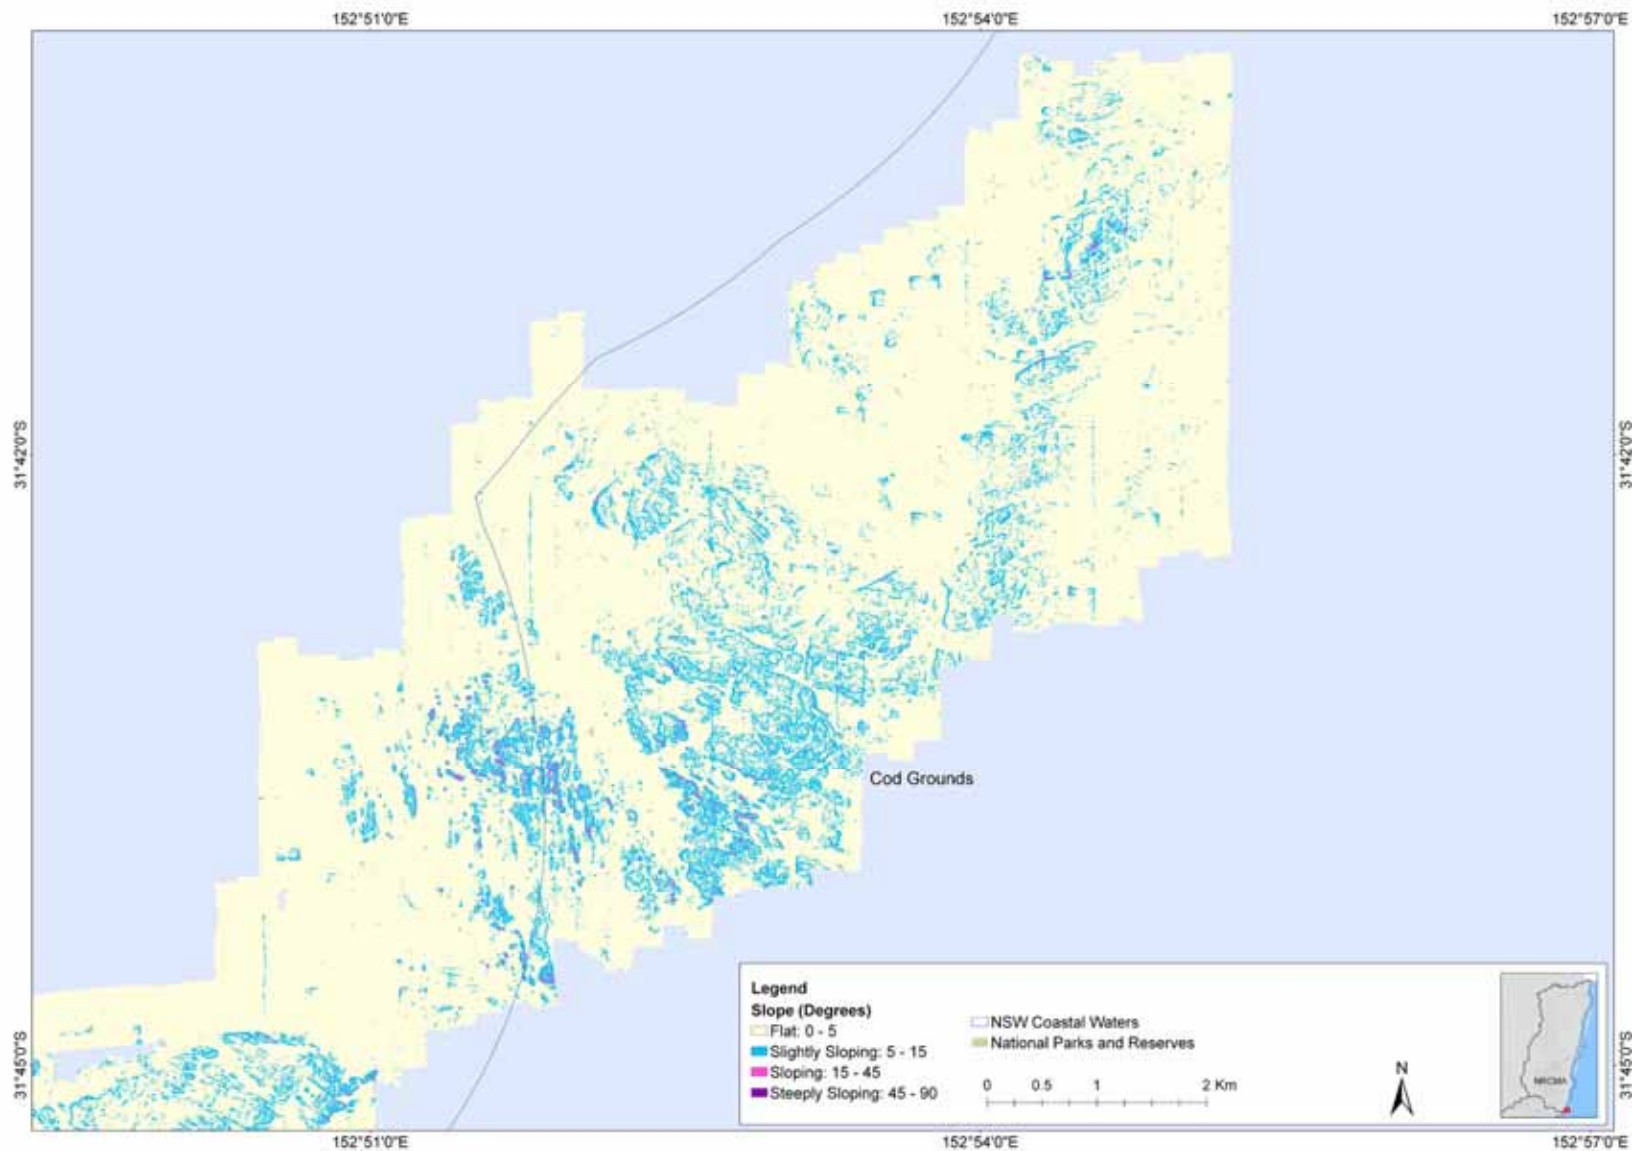 152°51'0"E
152°54'0"E
152°57'0"E
31°42'0"S
31°42'0"S
Cod Grounds
Legend
Slope (Degrees)
Flat: 0 - 5
Slightly Sloping: 5 - 15
Sloping: 15 - 45
Steeply Sloping: 45 - 90
NSW Coastal Waters
National Parks and Reserves
0 0.5 1 2 Km
N
NRCMA
31°45'0"S
31°45'0"S
152°51'0"E
152°54'0"E
152°57'0"E